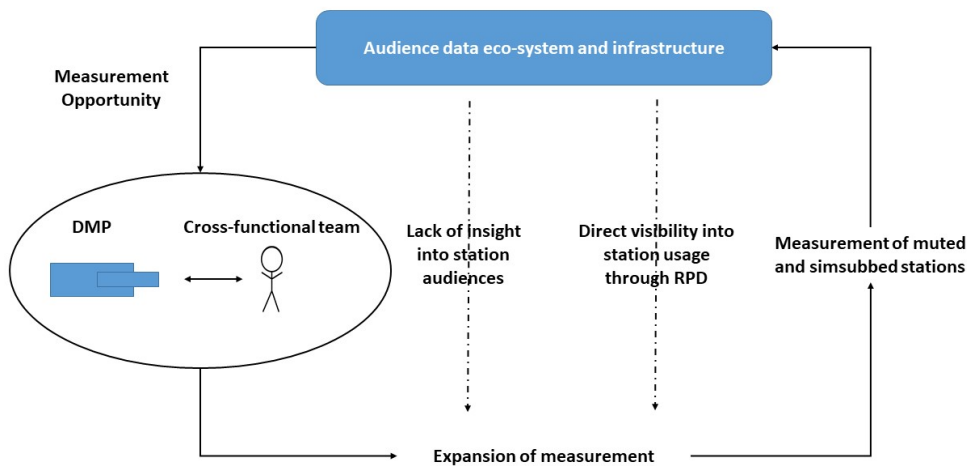 Audience data eco-system and infrastructure
Measurement
Opportunity
DMP
Cross-functional team
Lack of insight
into station
audiences
Direct visibility into
station usage
through RPD
Measurement of muted
and simsubbed stations
Expansion of measurement